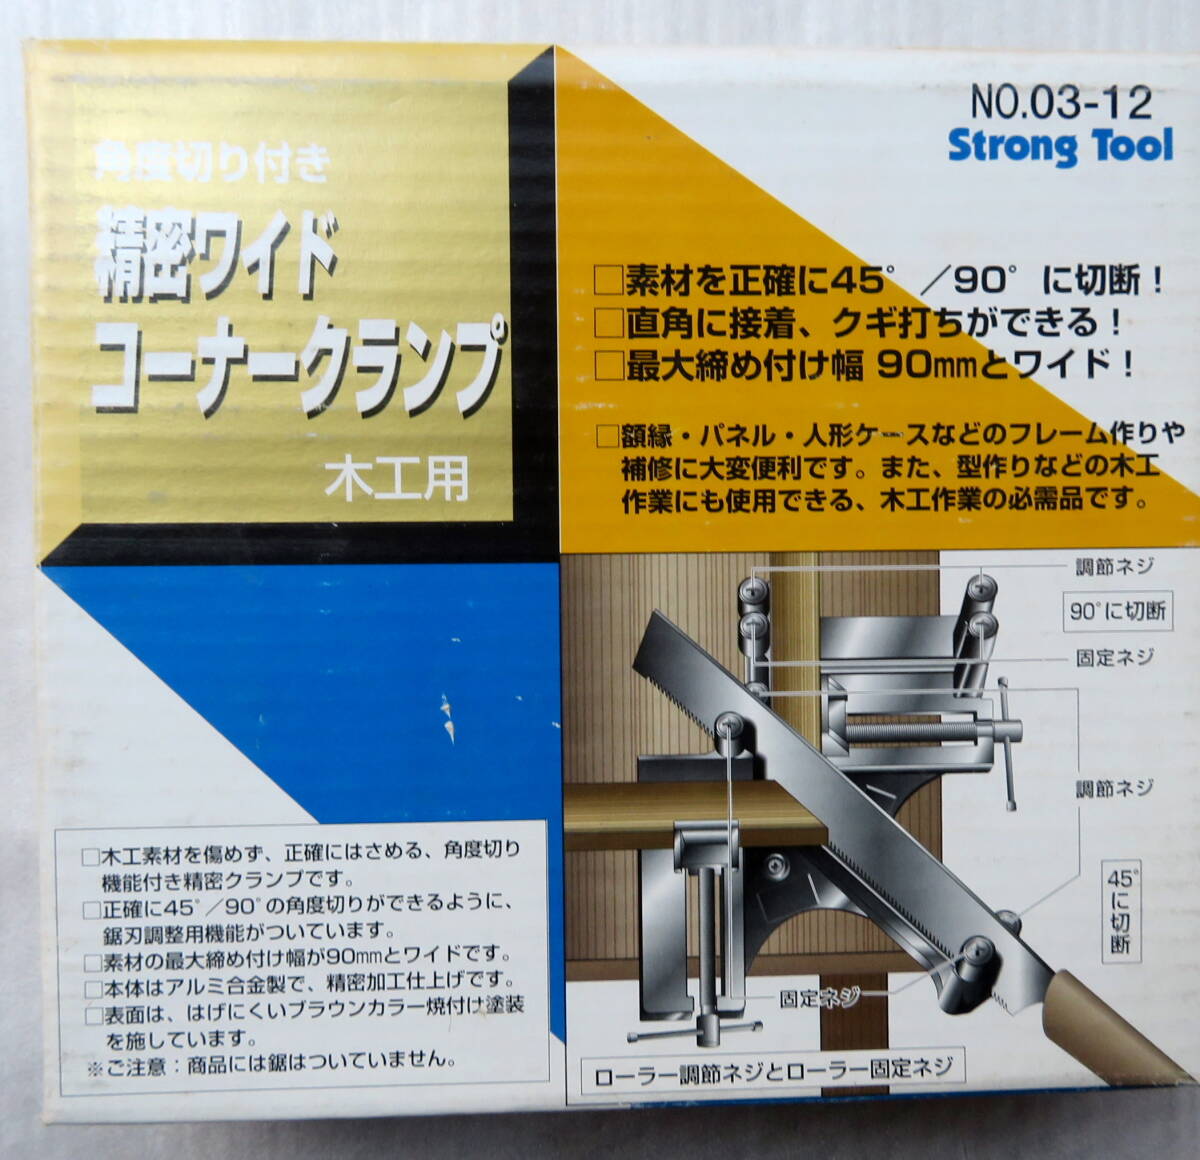 NO.03-12
Strong Tool
角度切り付き
精密ワイド
コーナークランプ
木工用
□素材を正確に45°／90°に切断！
□直角に接着、クギ打ちができる！
□最大締め付け幅 90mmとワイド！
□額縁・パネル・人形ケースなどのフレーム作りや
補修に大変便利です。また、型作りなどの木工
作業にも使用できる、木工作業の必需品です。
調節ネジ
90°に切断
固定ネジ
調節ネジ
45°に切断
固定ネジ
ローラー調節ネジとローラー固定ネジ
□木工素材を傷めず、正確にはさめる、角度切り
機能付き精密クランプです。
□正確に45°／90°の角度切りができるように、
鋸刃調整用機能がついています。
□素材の最大締め付け幅が90mmとワイドです。
□本体はアルミ合金製で、精密加工仕上げです。
□表面は、はげにくいブラウンカラー焼付け塗装
を施しています。
※ご注意：商品には鋸はついていません。